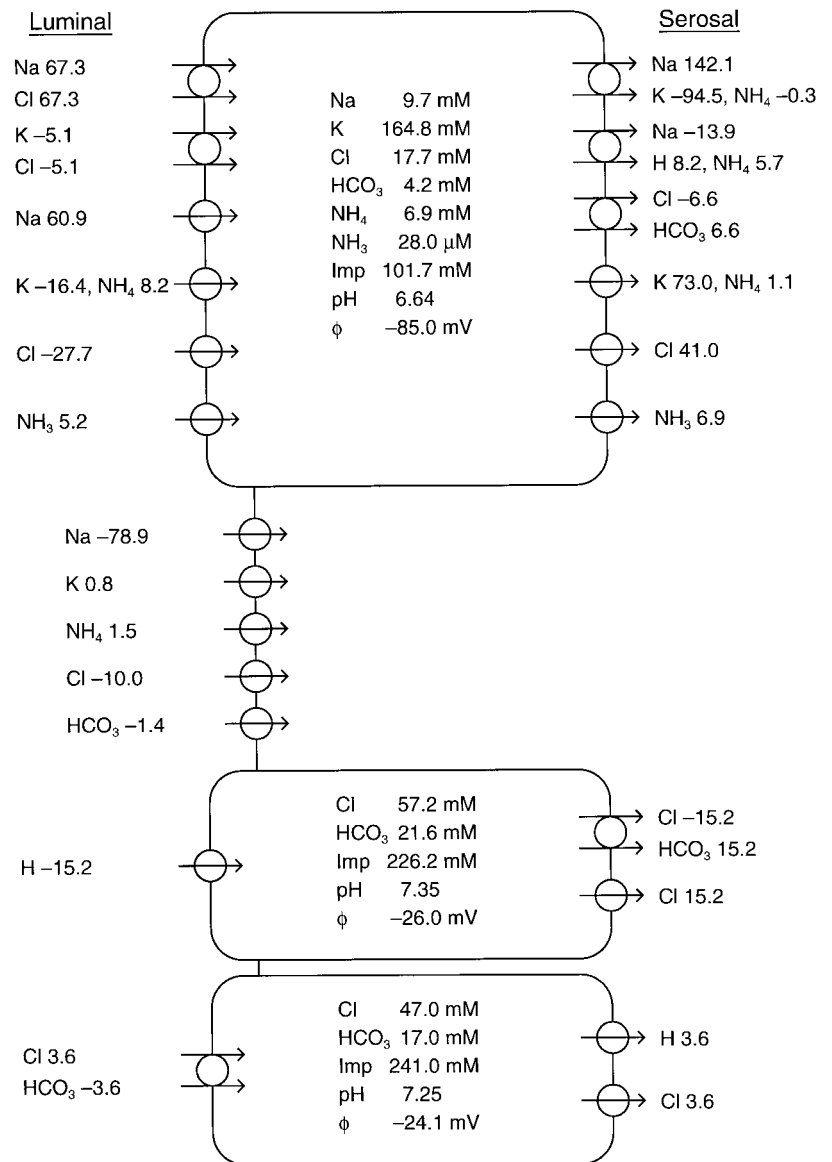 Luminal
Serosal
Na 67.3
Cl 67.3
K –5.1
Cl –5.1
Na 60.9
K –16.4, NH₄ 8.2
Cl –27.7
NH₃ 5.2
Na 9.7 mM
K 164.8 mM
Cl 17.7 mM
HCO₃ 4.2 mM
NH₄ 6.9 mM
NH₃ 28.0 μM
Imp 101.7 mM
pH 6.64
ϕ –85.0 mV
Na 142.1
K –94.5, NH₄ –0.3
Na –13.9
H 8.2, NH₄ 5.7
Cl –6.6
HCO₃ 6.6
K 73.0, NH₄ 1.1
Cl 41.0
NH₃ 6.9
Na –78.9
K 0.8
NH₄ 1.5
Cl –10.0
HCO₃ –1.4
H –15.2
Cl 57.2 mM
HCO₃ 21.6 mM
Imp 226.2 mM
pH 7.35
ϕ –26.0 mV
Cl –15.2
HCO₃ 15.2
Cl 15.2
Cl 3.6
HCO₃ –3.6
Cl 47.0 mM
HCO₃ 17.0 mM
Imp 241.0 mM
pH 7.25
ϕ –24.1 mV
H 3.6
Cl 3.6